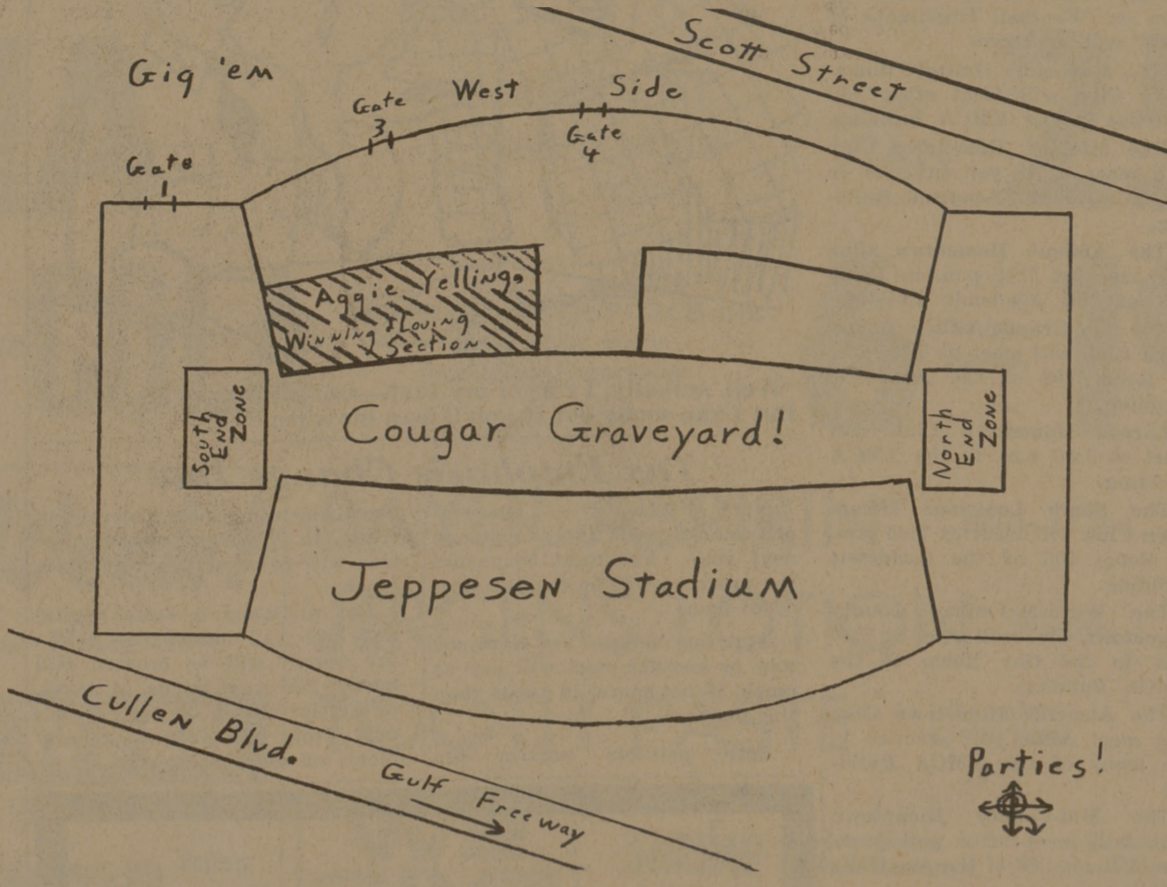 Gig 'em
Scott Street
West Side
Gate
3
Gate
4
Gate
1
Aggie Yelling,
Winning & Loving
Section
South
End
Zone
Cougar Graveyard!
North
End
Zone
Jeppesen Stadium
Cullen Blvd.
Gulf Freeway
Parties!